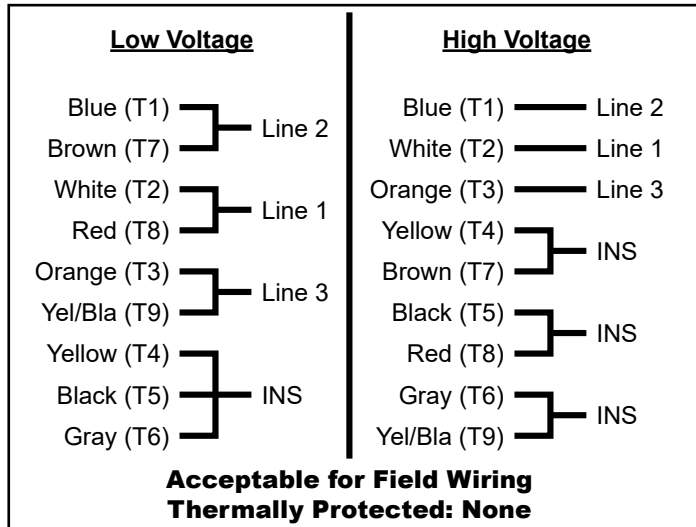 Low Voltage
Blue (T1)
Brown (T7)
Line 2
White (T2)
Red (T8)
Line 1
Orange (T3)
Yel/Bla (T9)
Line 3
Yellow (T4)
Black (T5)
Gray (T6)
INS
High Voltage
Blue (T1) Line 2
White (T2) Line 1
Orange (T3) Line 3
Yellow (T4)
Brown (T7)
INS
Black (T5)
Red (T8)
INS
Gray (T6)
Yel/Bla (T9)
INS
Acceptable for Field Wiring
Thermally Protected: None